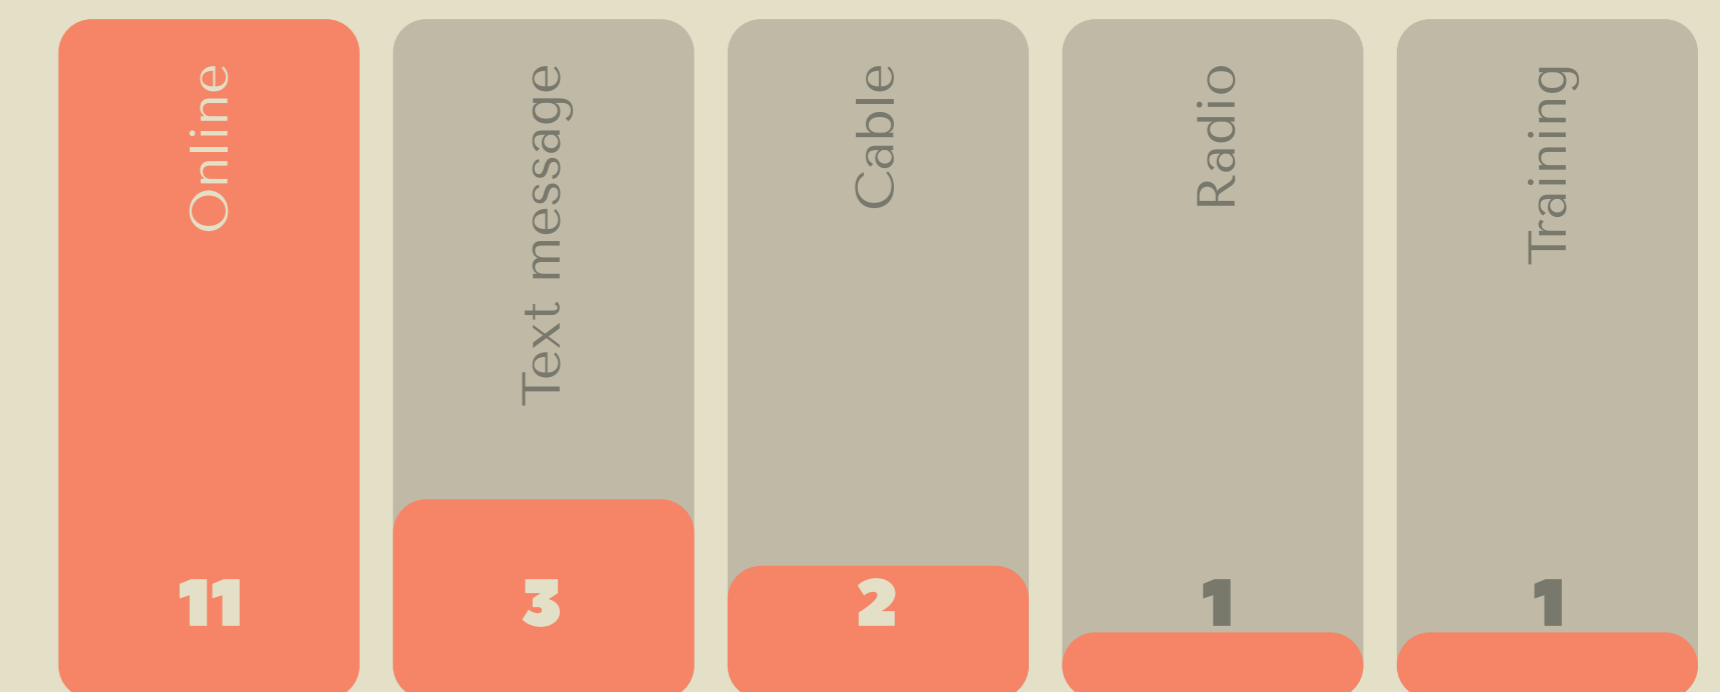 Online
Text message
Cable
Radio
Training
11
3
2
1
1